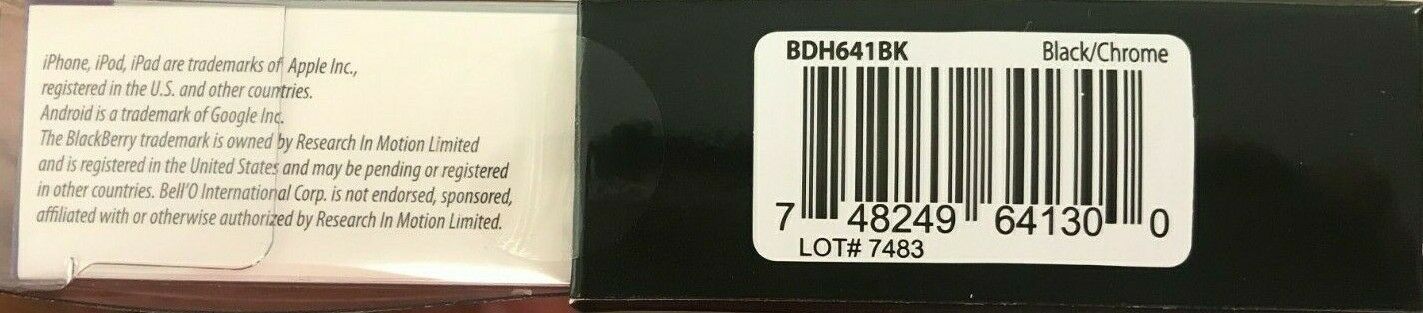 iPhone, iPod, iPad are trademarks of Apple Inc.,
registered in the U.S. and other countries.
Android is a trademark of Google Inc.
The BlackBerry trademark is owned by Research In Motion Limited
and is registered in the United States and may be pending or registered
in other countries. Bell'O International Corp. is not endorsed, sponsored,
affiliated with or otherwise authorized by Research In Motion Limited.
BDH641BK Black/Chrome
7 48249 64130 0
LOT# 7483